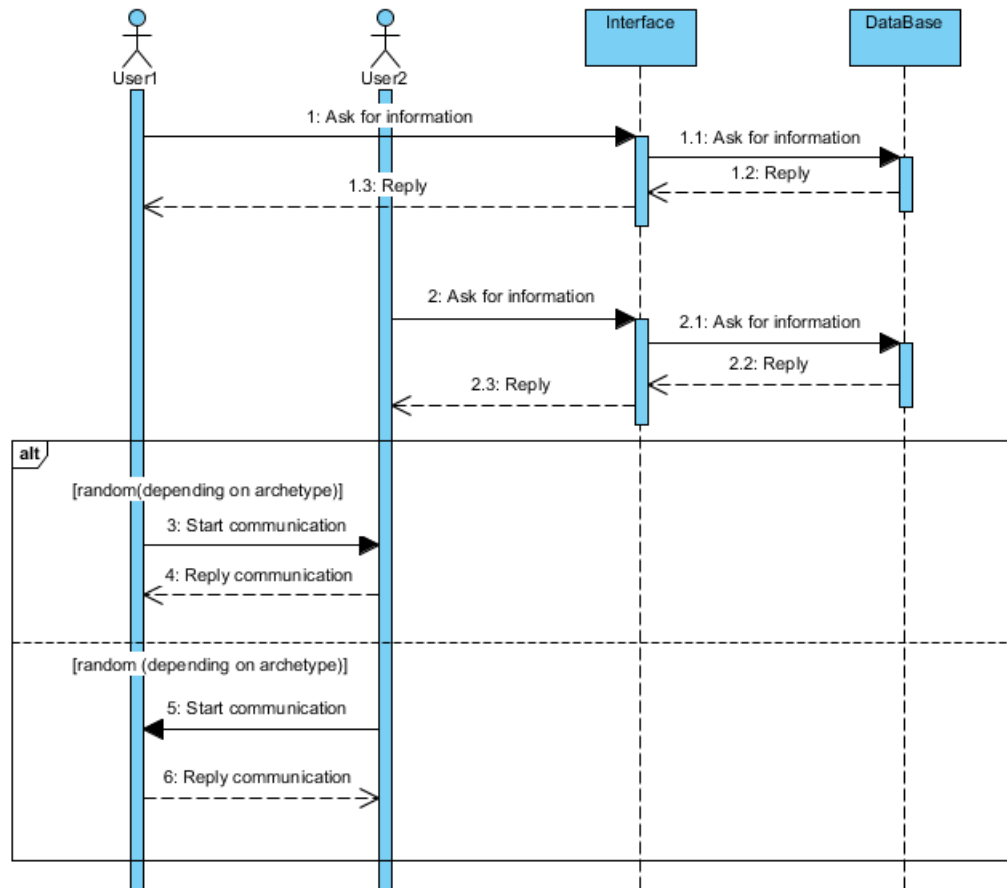 User1
User2
Interface
DataBase
1: Ask for information
1.1: Ask for information
1.2: Reply
1.3: Reply
2: Ask for information
2.1: Ask for information
2.2: Reply
2.3: Reply
alt
[random(depending on archetype)]
3: Start communication
4: Reply communication
[random (depending on archetype)]
5: Start communication
6: Reply communication